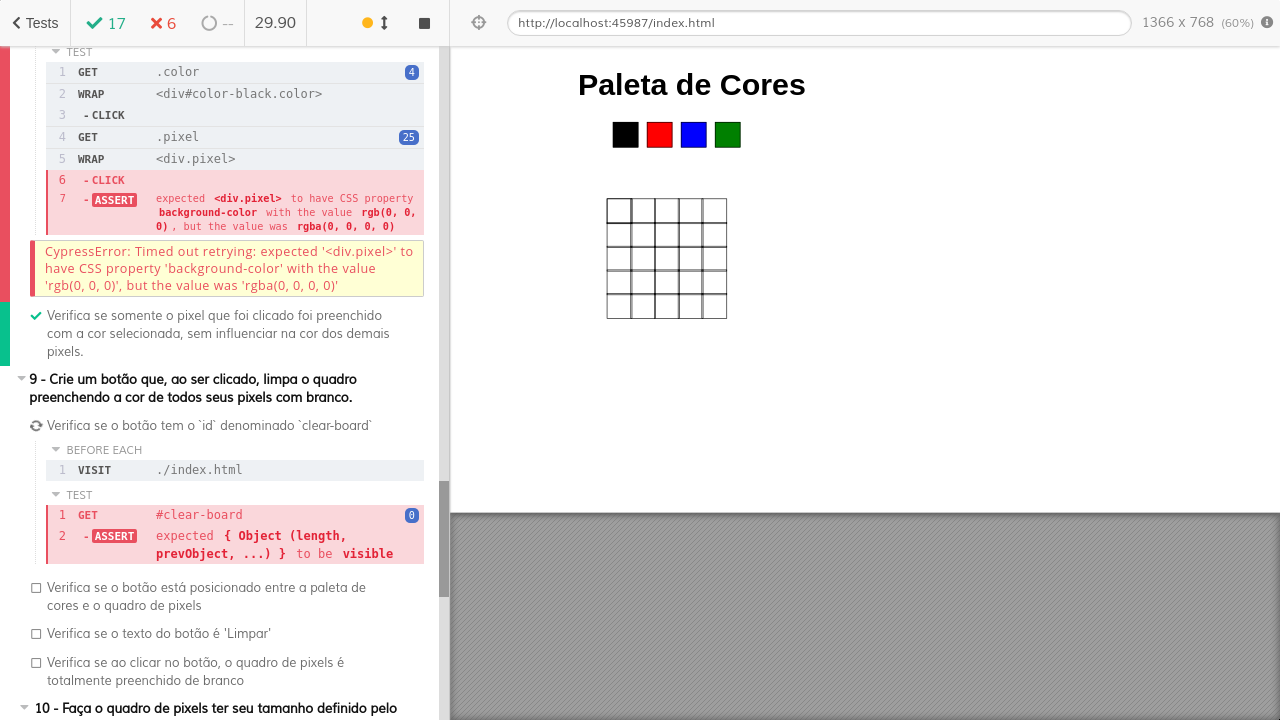 Tests 17 6 -- 29.90 http://localhost:45987/index.html 1366 x 768 (60%)
TEST
1 GET .color 4
2 WRAP <div#color-black.color>
3 - CLICK
4 GET .pixel 25
5 WRAP <div.pixel>
6 - CLICK
7 - ASSERT expected <div.pixel> to have CSS property
background-color with the value rgb(0, 0,
0) , but the value was rgba(0, 0, 0, 0)
CypressError: Timed out retrying: expected '<div.pixel>' to
have CSS property 'background-color' with the value
'rgb(0, 0, 0)', but the value was 'rgba(0, 0, 0, 0)'
Verifica se somente o pixel que foi clicado foi preenchido
com a cor selecionada, sem influenciar na cor dos demais
pixels.
9 - Crie um botão que, ao ser clicado, limpa o quadro
preenchendo a cor de todos seus pixels com branco.
Verifica se o botão tem o `id` denominado `clear-board`
BEFORE EACH
1 VISIT ./index.html
TEST
1 GET #clear-board 0
2 - ASSERT expected { Object (length,
prevObject, ...) } to be visible
Verifica se o botão está posicionado entre a paleta de
cores e o quadro de pixels
Verifica se o texto do botão é 'Limpar'
Verifica se ao clicar no botão, o quadro de pixels é
totalmente preenchido de branco
10 - Faça o quadro de pixels ter seu tamanho definido pelo
Paleta de Cores